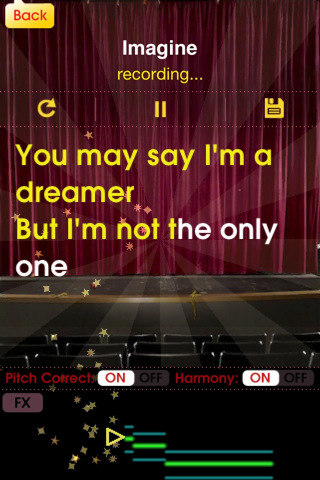 Back
Imagine
recording...
You may say I'm a
dreamer
But I'm not the only
one
Pitch Correct: ON OFF Harmony: ON OFF
FX